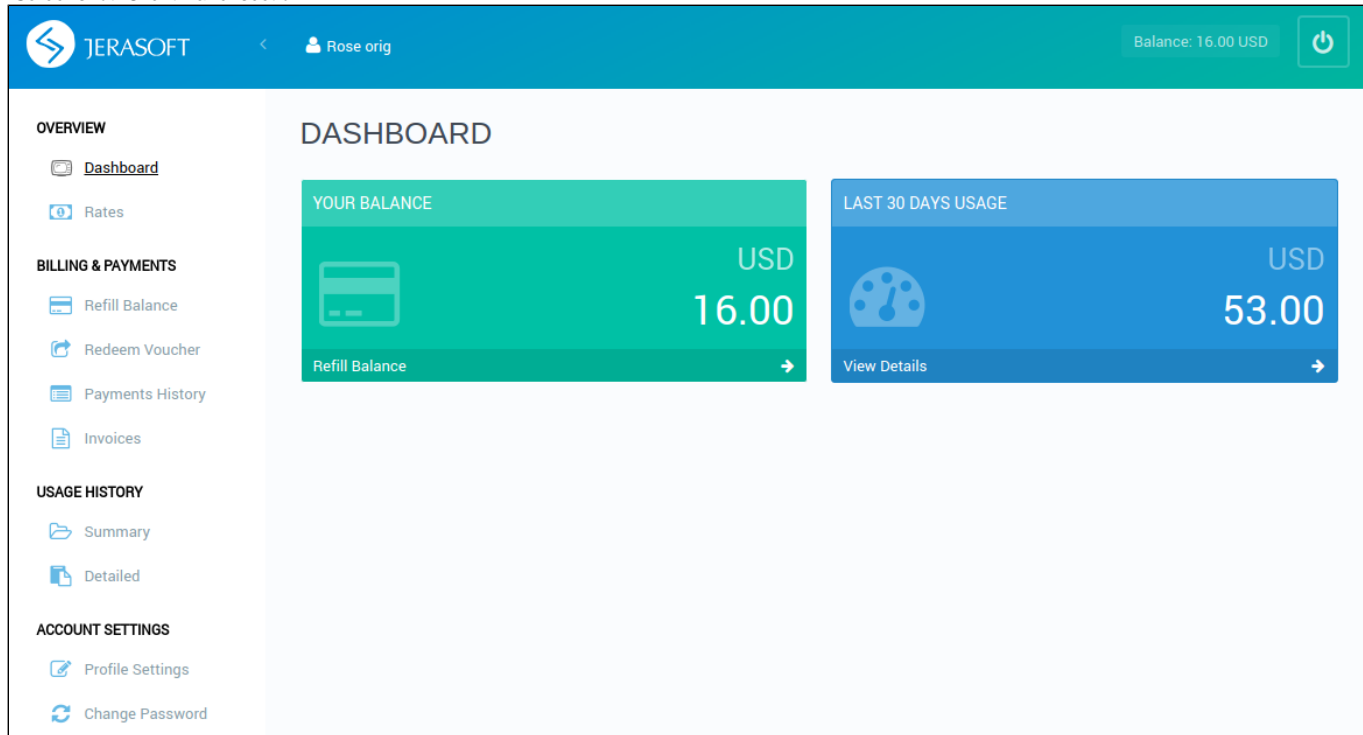 JERASOFT
Rose orig
Balance: 16.00 USD
OVERVIEW
Dashboard
Rates
BILLING & PAYMENTS
Refill Balance
Redeem Voucher
Payments History
Invoices
USAGE HISTORY
Summary
Detailed
ACCOUNT SETTINGS
Profile Settings
Change Password
DASHBOARD
YOUR BALANCE
USD
16.00
Refill Balance
LAST 30 DAYS USAGE
USD
53.00
View Details